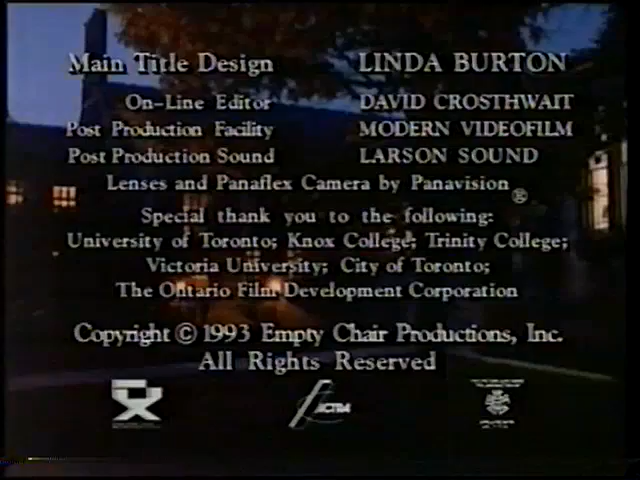 Main Title Design LINDA BURTON
On-Line Editor DAVID CROSTHWAIT
Post Production Facility MODERN VIDEOFILM
Post Production Sound LARSON SOUND
Lenses and Panaflex Camera by Panavision ®
Special thank you to the following:
University of Toronto; Knox College; Trinity College;
Victoria University; City of Toronto;
The Ontario Film Development Corporation
Copyright © 1993 Empty Chair Productions, Inc.
All Rights Reserved
ACTRA